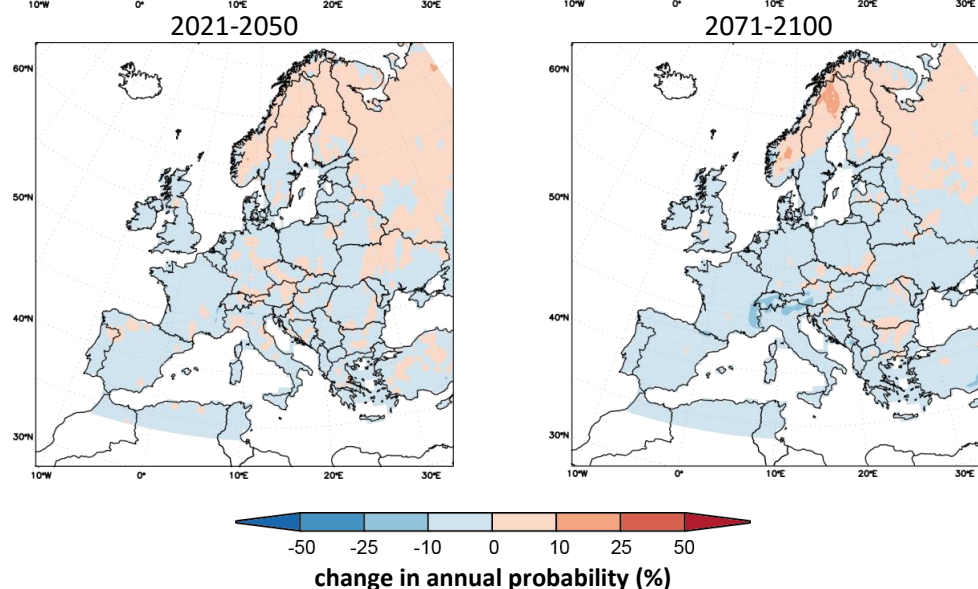 10°W 0° 10°E 20°E 30°E 10°W 0° 10°E 20°E 30°E
2021-2050 2071-2100
60°N 60°N
50°N 50°N
40°N 40°N
30°N 30°N
10°W 0° 10°E 20°E 30°E 10°W 0° 10°E 20°E 30°E
-50 -25 -10 0 10 25 50
change in annual probability (%)